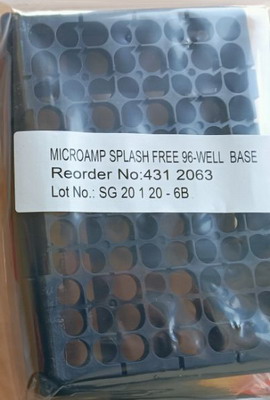 MICROAMP SPLASH FREE 96-WELL BASE
Reorder No:431 2063
Lot No.: SG 20 1 20 - 6B